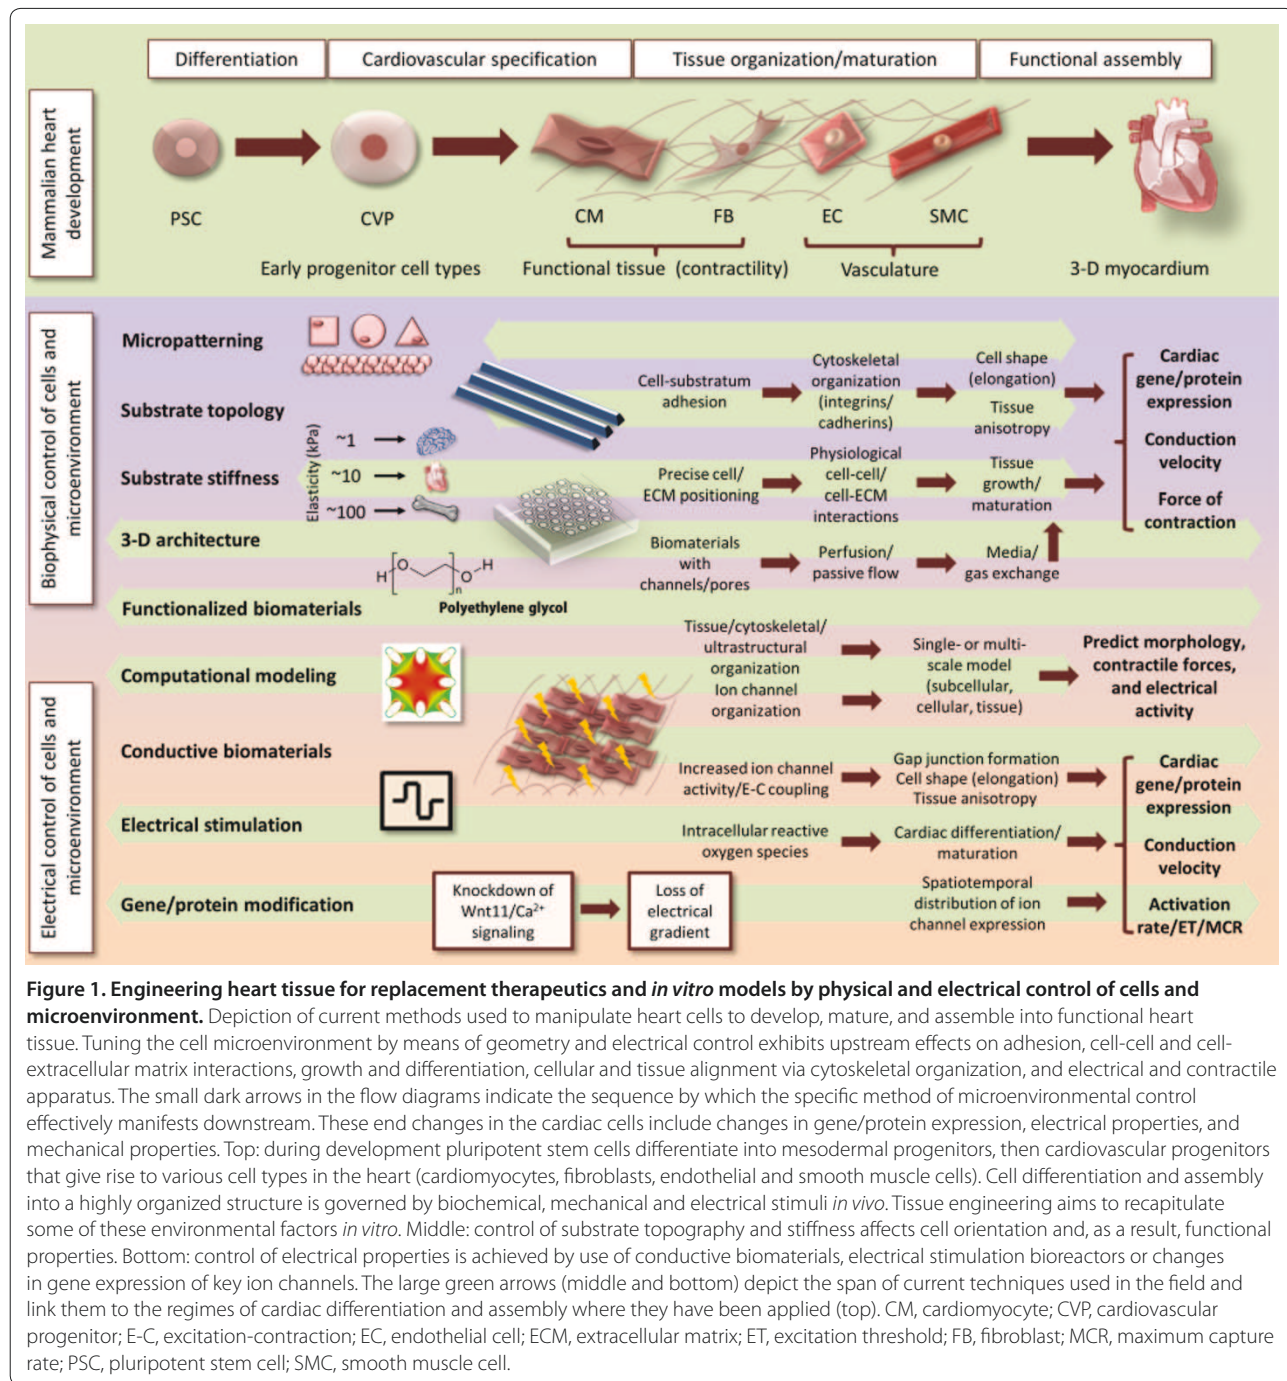 Differentiation
Cardiovascular specification
Tissue organization/maturation
Functional assembly
Mammalian heart
development
PSC
CVP
CM
FB
EC
SMC
Early progenitor cell types
Functional tissue (contractility)
Vasculature
3-D myocardium
Biophysical control of cells and
microenvironment
Micropatterning
Substrate topology
Substrate stiffness
3-D architecture
Functionalized biomaterials
Elasticity (kPa)
~1
~10
~100
H
O
O
H
n
Polyethylene glycol
Cell-substratum
adhesion
Cytoskeletal
organization
(integrins/
cadherins)
Cell shape
(elongation)
Tissue
anisotropy
Precise cell/
ECM positioning
Physiological
cell-cell/
cell-ECM
interactions
Tissue
growth/
maturation
Biomaterials
with
channels/pores
Perfusion/
passive flow
Media/
gas exchange
Cardiac
gene/protein
expression
Conduction
velocity
Force of
contraction
Electrical control of cells and
microenvironment
Computational modeling
Conductive biomaterials
Electrical stimulation
Gene/protein modification
Tissue/cytoskeletal/
ultrastructural
organization
Ion channel
organization
Single- or multi-
scale model
(subcellular,
cellular, tissue)
Predict morphology,
contractile forces,
and electrical
activity
Increased ion channel
activity/E-C coupling
Gap junction formation
Cell shape (elongation)
Tissue anisotropy
Intracellular reactive
oxygen species
Cardiac differentiation/
maturation
Knockdown of
Wnt11/Ca²⁺
signaling
Loss of
electrical
gradient
Spatiotemporal
distribution of ion
channel expression
Cardiac
gene/protein
expression
Conduction
velocity
Activation
rate/ET/MCR
Figure 1. Engineering heart tissue for replacement therapeutics and in vitro models by physical and electrical control of cells and
microenvironment. Depiction of current methods used to manipulate heart cells to develop, mature, and assemble into functional heart
tissue. Tuning the cell microenvironment by means of geometry and electrical control exhibits upstream effects on adhesion, cell-cell and cell-
extracellular matrix interactions, growth and differentiation, cellular and tissue alignment via cytoskeletal organization, and electrical and contractile
apparatus. The small dark arrows in the flow diagrams indicate the sequence by which the specific method of microenvironmental control
effectively manifests downstream. These end changes in the cardiac cells include changes in gene/protein expression, electrical properties, and
mechanical properties. Top: during development pluripotent stem cells differentiate into mesodermal progenitors, then cardiovascular progenitors
that give rise to various cell types in the heart (cardiomyocytes, fibroblasts, endothelial and smooth muscle cells). Cell differentiation and assembly
into a highly organized structure is governed by biochemical, mechanical and electrical stimuli in vivo. Tissue engineering aims to recapitulate
some of these environmental factors in vitro. Middle: control of substrate topography and stiffness affects cell orientation and, as a result, functional
properties. Bottom: control of electrical properties is achieved by use of conductive biomaterials, electrical stimulation bioreactors or changes
in gene expression of key ion channels. The large green arrows (middle and bottom) depict the span of current techniques used in the field and
link them to the regimes of cardiac differentiation and assembly where they have been applied (top). CM, cardiomyocyte; CVP, cardiovascular
progenitor; E-C, excitation-contraction; EC, endothelial cell; ECM, extracellular matrix; ET, excitation threshold; FB, fibroblast; MCR, maximum capture
rate; PSC, pluripotent stem cell; SMC, smooth muscle cell.